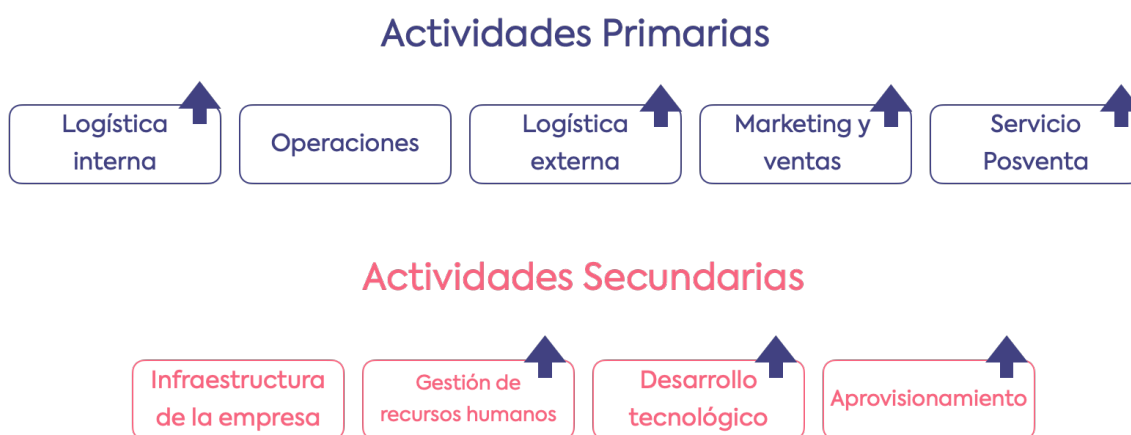 Actividades Primarias
Logística
interna
Operaciones
Logística
externa
Marketing y
ventas
Servicio
Posventa
Actividades Secundarias
Infraestructura
de la empresa
Gestión de
recursos humanos
Desarrollo
tecnológico
Aprovisionamiento